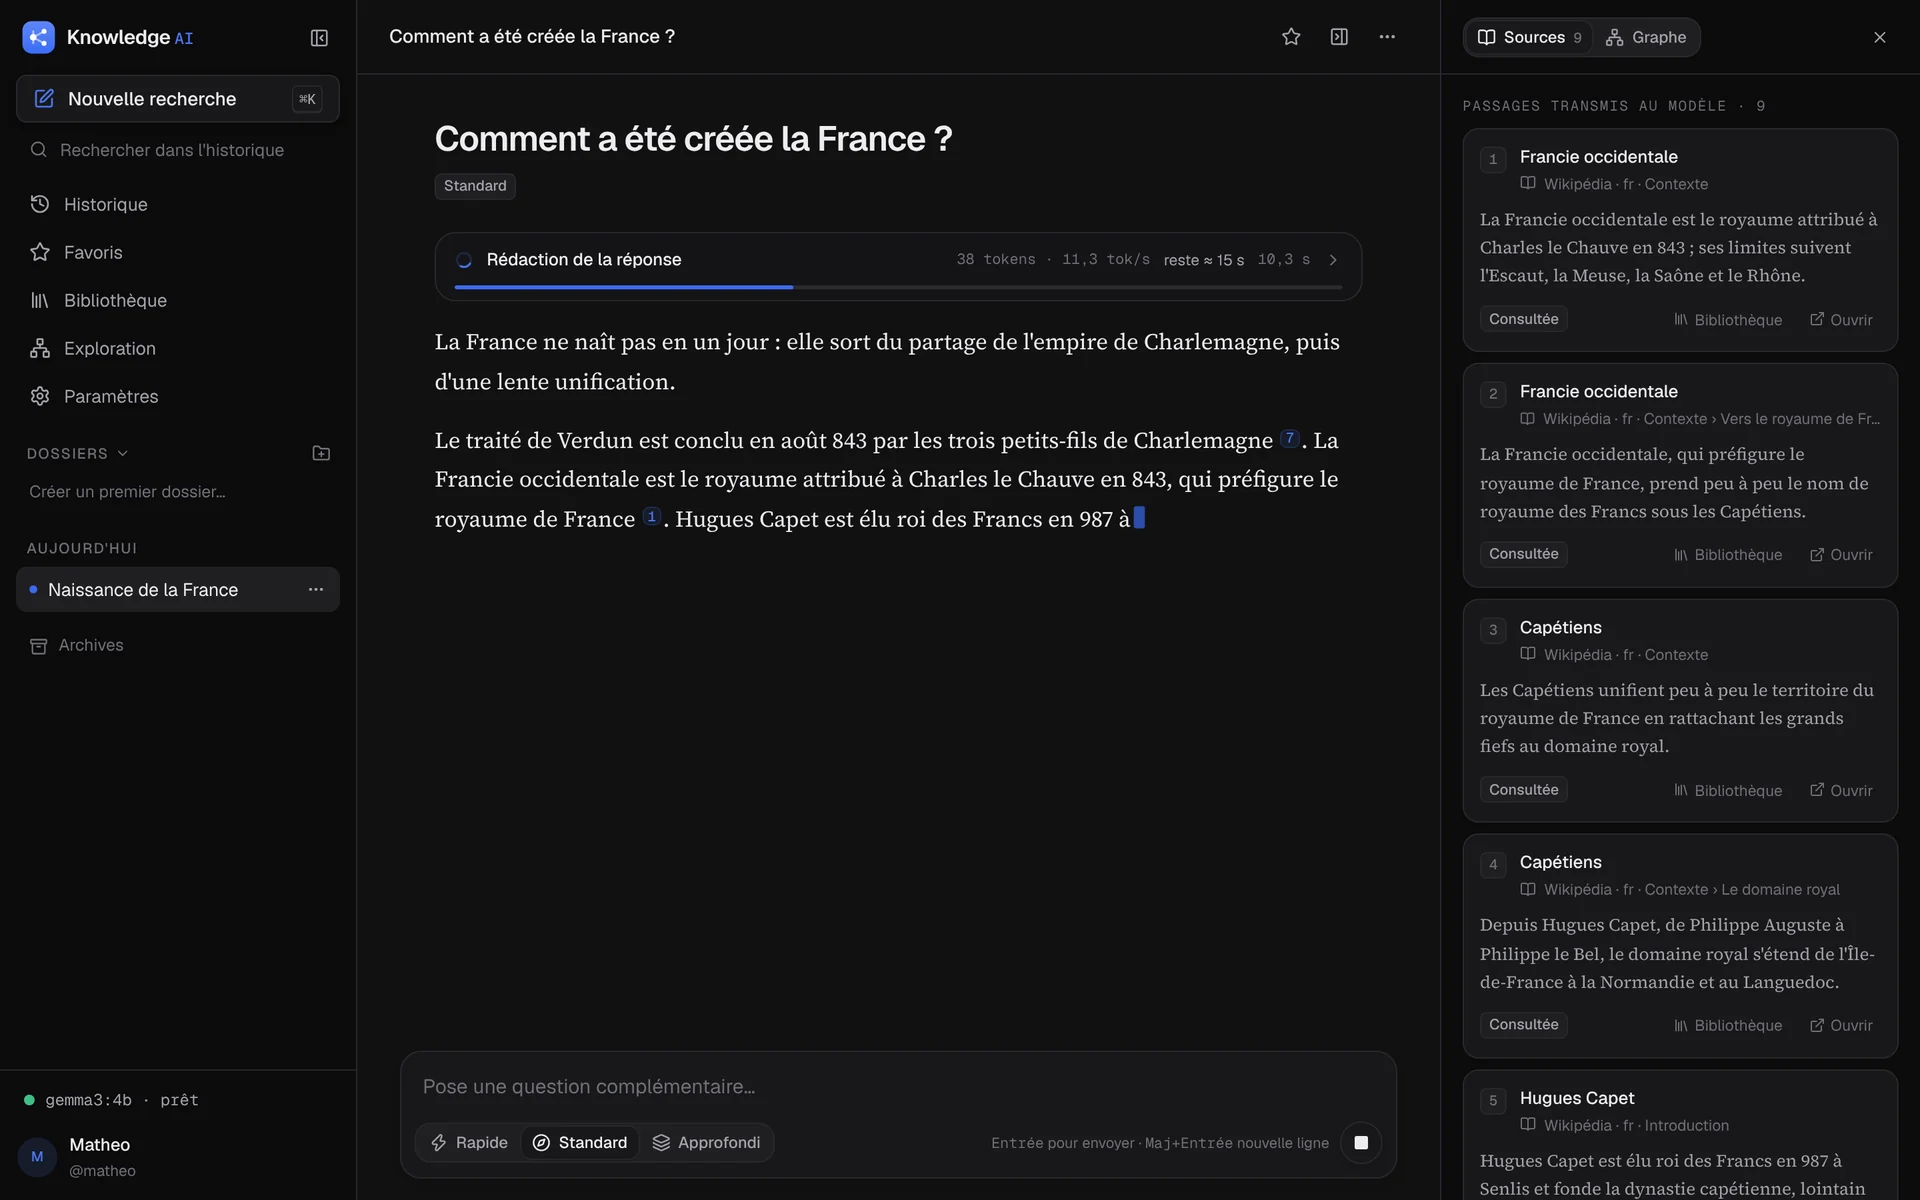 Knowledge AI
Nouvelle recherche ⌘K
Rechercher dans l'historique
Historique
Favoris
Bibliothèque
Exploration
Paramètres
DOSSIERS
Créer un premier dossier...
AUJOURD'HUI
Naissance de la France
Archives
gemma3:4b · prêt
M
Matheo
@matheo
Comment a été créée la France ?
Comment a été créée la France ?
Standard
Rédaction de la réponse 38 tokens · 11,3 tok/s reste ≈ 15 s 10,3 s
La France ne naît pas en un jour : elle sort du partage de l'empire de Charlemagne, puis
d'une lente unification.
Le traité de Verdun est conclu en août 843 par les trois petits-fils de Charlemagne 7. La
Francie occidentale est le royaume attribué à Charles le Chauve en 843, qui préfigure le
royaume de France 1. Hugues Capet est élu roi des Francs en 987 à
Pose une question complémentaire...
Rapide Standard Approfondi
Entrée pour envoyer · Maj+Entrée nouvelle ligne
Sources 9 Graphe
PASSAGES TRANSMIS AU MODÈLE · 9
1 Francie occidentale
Wikipédia · fr · Contexte
La Francie occidentale est le royaume attribué à
Charles le Chauve en 843 ; ses limites suivent
l'Escaut, la Meuse, la Saône et le Rhône.
Consultée Bibliothèque Ouvrir
2 Francie occidentale
Wikipédia · fr · Contexte › Vers le royaume de Fr...
La Francie occidentale, qui préfigure le
royaume de France, prend peu à peu le nom de
royaume des Francs sous les Capétiens.
Consultée Bibliothèque Ouvrir
3 Capétiens
Wikipédia · fr · Contexte
Les Capétiens unifient peu à peu le territoire du
royaume de France en rattachant les grands
fiefs au domaine royal.
Consultée Bibliothèque Ouvrir
4 Capétiens
Wikipédia · fr · Contexte › Le domaine royal
Depuis Hugues Capet, de Philippe Auguste à
Philippe le Bel, le domaine royal s'étend de l'Île-
de-France à la Normandie et au Languedoc.
Consultée Bibliothèque Ouvrir
5 Hugues Capet
Wikipédia · fr · Introduction
Hugues Capet est élu roi des Francs en 987 à
Senlis et fonde la dynastie capétienne, lointain